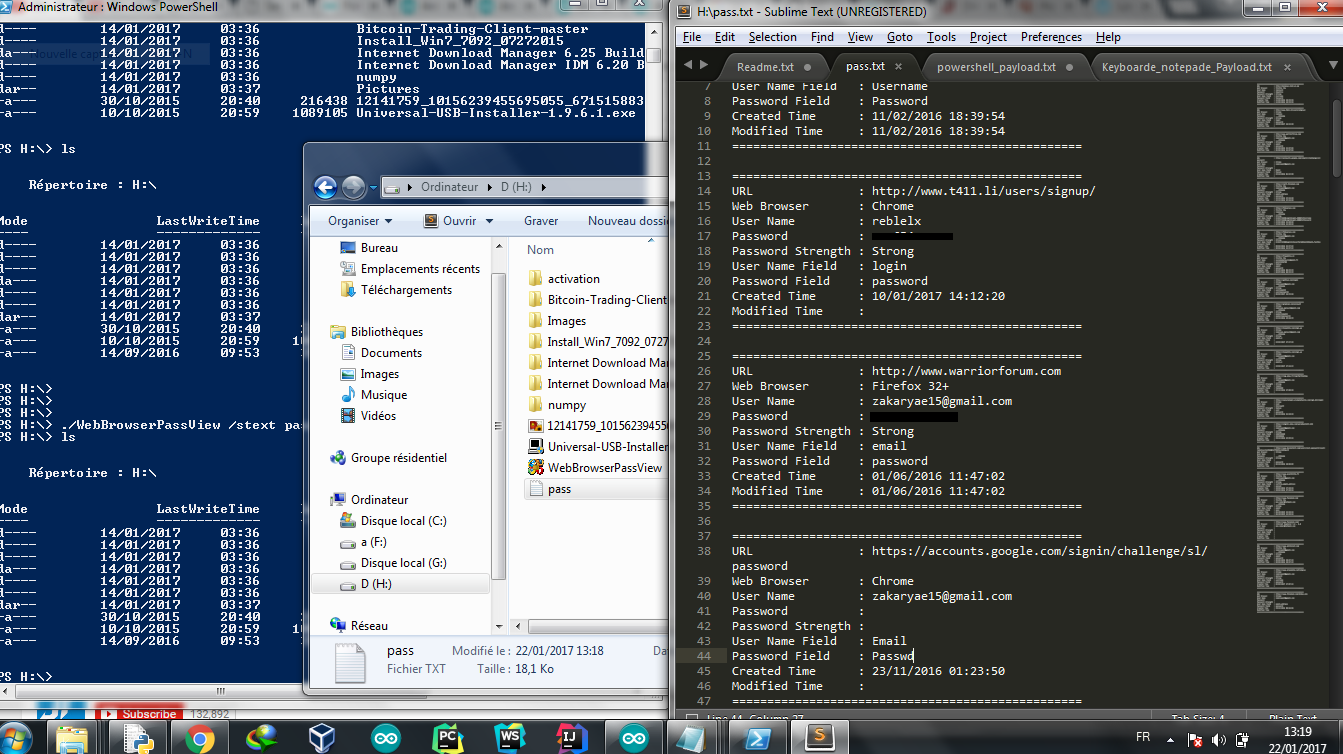 Administrateur : Windows PowerShell
d---- 14/01/2017 03:36 Bitcoin-Trading-Client-master
d---- 14/01/2017 03:36 Install_Win7_7092_07272015
d---- 14/01/2017 03:36 Internet Download Manager 6.25 Build
d---- 14/01/2017 03:36 Internet Download Manager IDM 6.20 B
d---- 14/01/2017 03:36 numpy
dar-- 14/01/2017 03:37 Pictures
-a--- 30/10/2015 20:40 216438 12141759_10156239455695055_671515883
-a--- 10/10/2015 20:59 1089105 Universal-USB-Installer-1.9.6.1.exe
PS H:\> ls
Répertoire : H:\
Mode LastWriteTime
---- -------------
d---- 14/01/2017 03:36
d---- 14/01/2017 03:36
d---- 14/01/2017 03:36
d---- 14/01/2017 03:36
d---- 14/01/2017 03:36
d---- 14/01/2017 03:36
dar-- 14/01/2017 03:37
-a--- 30/10/2015 20:40
-a--- 10/10/2015 20:59
-a--- 14/09/2016 09:53
PS H:\>
PS H:\>
PS H:\>
PS H:\> ./WebBrowserPassView /stext pa
PS H:\> ls
Répertoire : H:\
Mode LastWriteTime
---- -------------
d---- 14/01/2017 03:36
d---- 14/01/2017 03:36
d---- 14/01/2017 03:36
d---- 14/01/2017 03:36
d---- 14/01/2017 03:36
d---- 14/01/2017 03:36
dar-- 14/01/2017 03:37
-a--- 30/10/2015 20:40
-a--- 10/10/2015 20:59
-a--- 14/09/2016 09:53
PS H:\>
Subscribe 132,892
Ordinateur D (H:)
Organiser Ouvrir Graver Nouveau dossi
Bureau
Emplacements récents
Téléchargements
Bibliothèques
Documents
Images
Musique
Vidéos
Groupe résidentiel
Ordinateur
Disque local (C:)
a (F:)
Disque local (G:)
D (H:)
Réseau
Nom
activation
Bitcoin-Trading-Client
Images
Install_Win7_7092_0727
Internet Download Ma
Internet Download Ma
numpy
12141759_1015623945
Universal-USB-Installer
WebBrowserPassView
pass
pass Modifié le : 22/01/2017 13:18 Da
Fichier TXT Taille : 18,1 Ko
H:\pass.txt - Sublime Text (UNREGISTERED)
File Edit Selection Find View Goto Tools Project Preferences Help
Readme.txt pass.txt powershell_payload.txt Keyboarde_notepade_Payload.txt
7 User Name Field : Username
8 Password Field : Password
9 Created Time : 11/02/2016 18:39:54
10 Modified Time : 11/02/2016 18:39:54
11 ==================================================
12
13 ==================================================
14 URL : http://www.t411.li/users/signup/
15 Web Browser : Chrome
16 User Name : reblelx
17 Password :
18 Password Strength : Strong
19 User Name Field : login
20 Password Field : password
21 Created Time : 10/01/2017 14:12:20
22 Modified Time :
23 ==================================================
24
25 ==================================================
26 URL : http://www.warriorforum.com
27 Web Browser : Firefox 32+
28 User Name : zakaryae15@gmail.com
29 Password :
30 Password Strength : Strong
31 User Name Field : email
32 Password Field : password
33 Created Time : 01/06/2016 11:47:02
34 Modified Time : 01/06/2016 11:47:02
35 ==================================================
36
37 ==================================================
38 URL : https://accounts.google.com/signin/challenge/sl/
password
39 Web Browser : Chrome
40 User Name : zakaryae15@gmail.com
41 Password :
42 Password Strength :
43 User Name Field : Email
44 Password Field : Passwd
45 Created Time : 23/11/2016 01:23:50
46 Modified Time :
47 ==================================================
Line 44, Column 27 Tab Size: 4 Plain Text
PC WS IJ
FR 13:19
22/01/2017